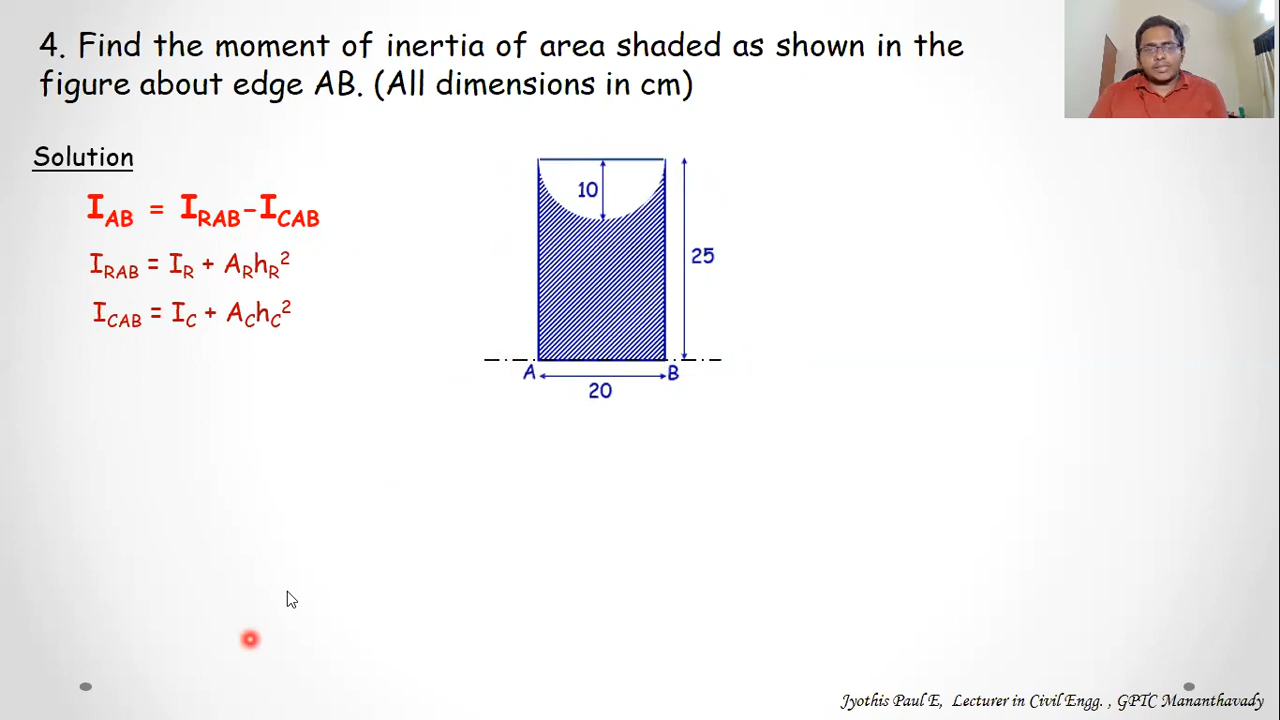 4. Find the moment of inertia of area shaded as shown in the
figure about edge AB. (All dimensions in cm)
Solution
I_AB = I_RAB-I_CAB
I_RAB = I_R + A_Rh_R²
I_CAB = I_C + A_Ch_C²
10
25
A
B
20
Jyothis Paul E, Lecturer in Civil Engg. , GPTC Mananthavady